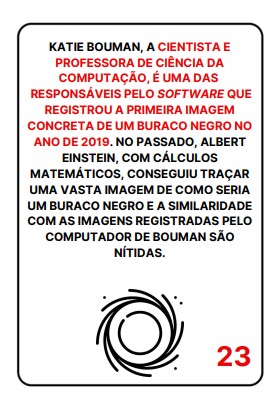 KATIE BOUMAN, A CIENTISTA E
PROFESSORA DE CIÊNCIA DA
COMPUTAÇÃO, É UMA DAS
RESPONSÁVEIS PELO SOFTWARE QUE
REGISTROU A PRIMEIRA IMAGEM
CONCRETA DE UM BURACO NEGRO NO
ANO DE 2019. NO PASSADO, ALBERT
EINSTEIN, COM CÁLCULOS
MATEMÁTICOS, CONSEGUIU TRAÇAR
UMA VASTA IMAGEM DE COMO SERIA
UM BURACO NEGRO E A SIMILARIDADE
COM AS IMAGENS REGISTRADAS PELO
COMPUTADOR DE BOUMAN SÃO
NÍTIDAS.
23